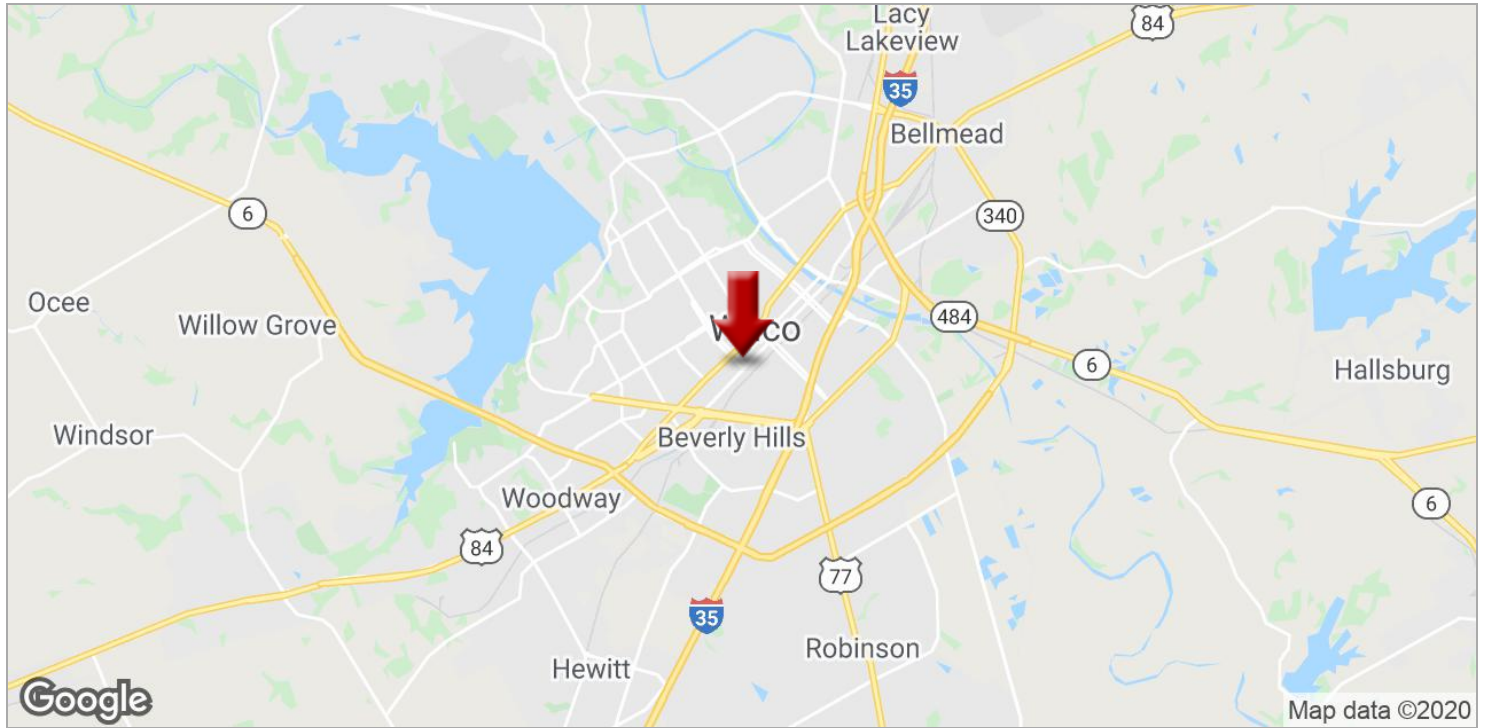 Lacy
Lakeview
84
35
Bellmead
6
340
Ocee
Willow Grove
484
6
Hallsburg
Windsor
Beverly Hills
Woodway
6
84
77
35
Robinson
Hewitt
Google
Map data ©2020